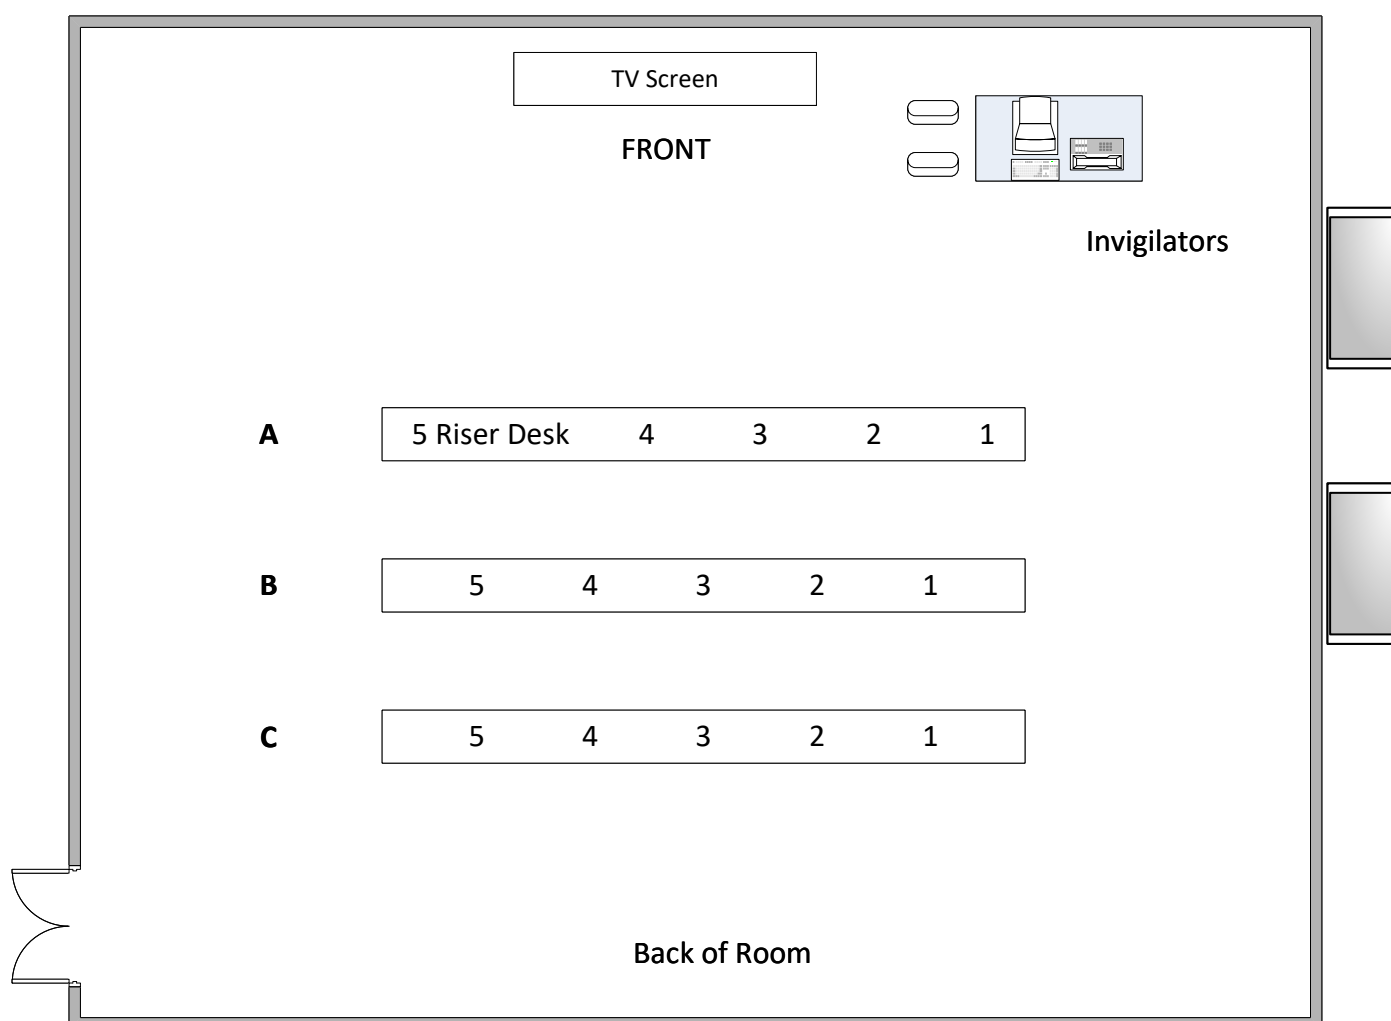 TV Screen
FRONT
Invigilators
A 5 Riser Desk 4 3 2 1
B 5 4 3 2 1
C 5 4 3 2 1
Back of Room